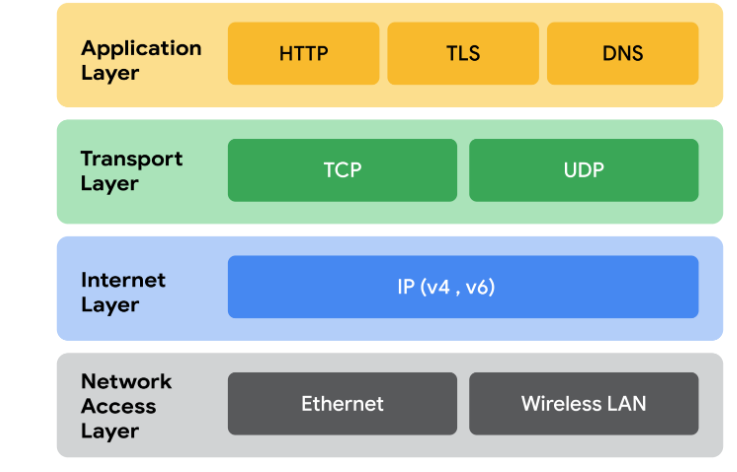 Application
Layer
HTTP
TLS
DNS
Transport
Layer
TCP
UDP
Internet
Layer
IP (v4 , v6)
Network
Access
Layer
Ethernet
Wireless LAN